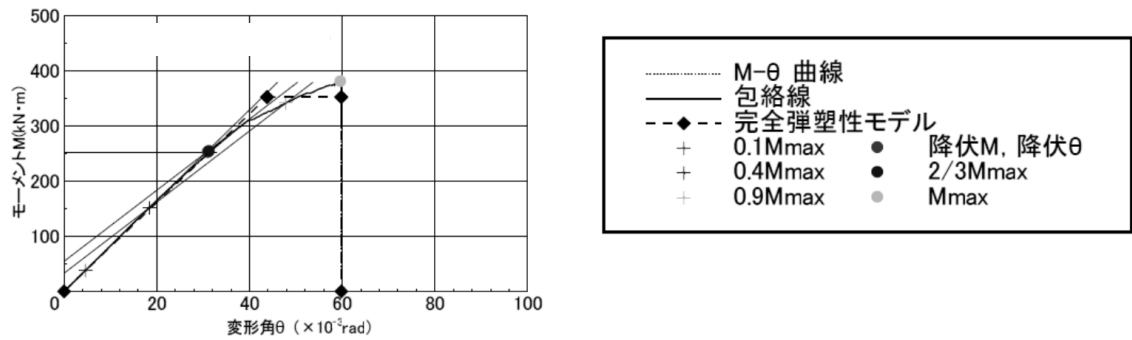 500
400
300
200
100
0
20
40
60
80
100
モーメントM(kN・m)
変形角θ (×10⁻³rad)
M-θ 曲線
包絡線
完全弾塑性モデル
0.1Mmax
降伏M, 降伏θ
0.4Mmax
2/3Mmax
0.9Mmax
Mmax